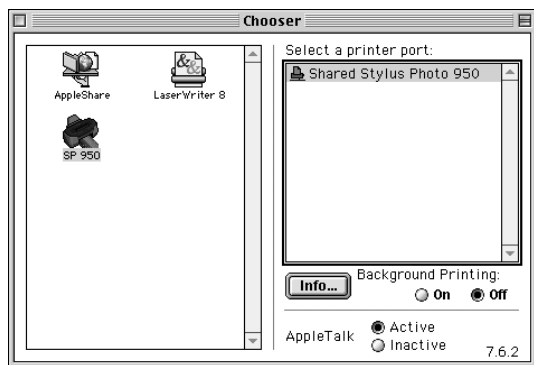 Chooser
AppleShare
LaserWriter 8
SP 950
Select a printer port:
Shared Stylus Photo 950
Info...
Background Printing:
On Off
AppleTalk
Active
Inactive
7.6.2